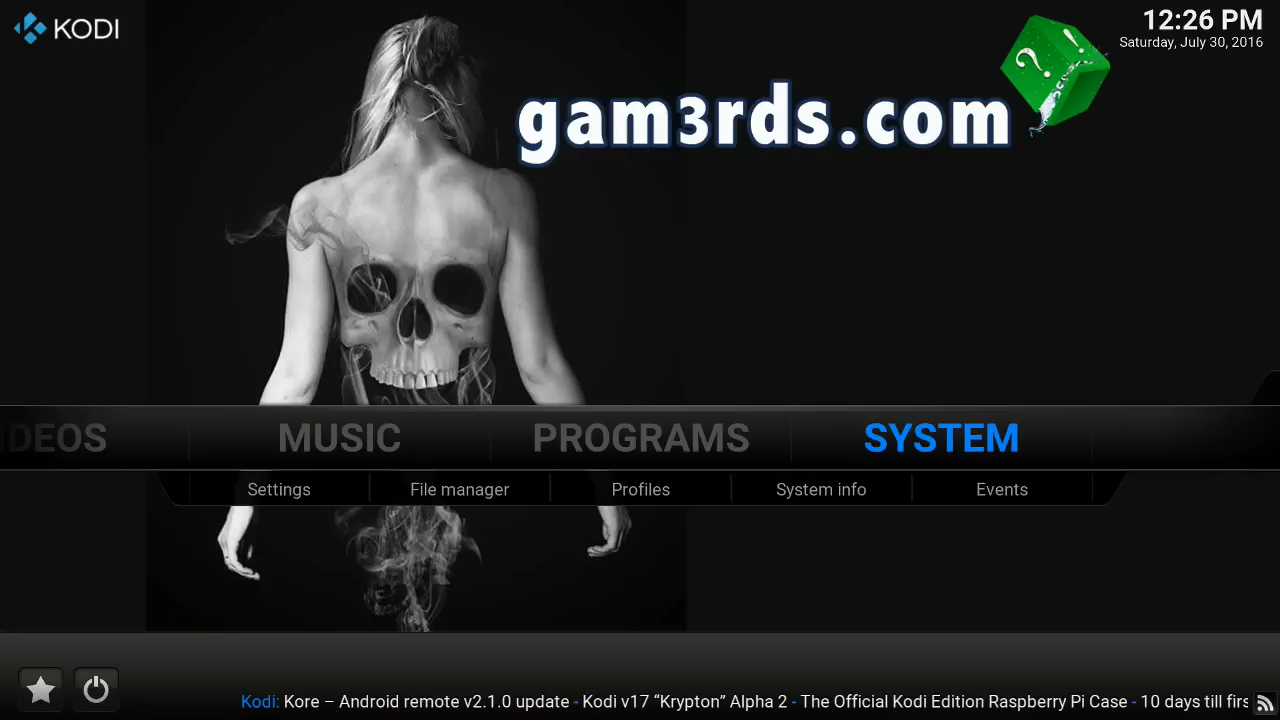 KODI
12:26 PM
Saturday, July 30, 2016
? !
gam3rds.com
DEOS MUSIC PROGRAMS SYSTEM
Settings File manager Profiles System info Events
Kodi: Kore – Android remote v2.1.0 update - Kodi v17 “Krypton” Alpha 2 - The Official Kodi Edition Raspberry Pi Case - 10 days till firs